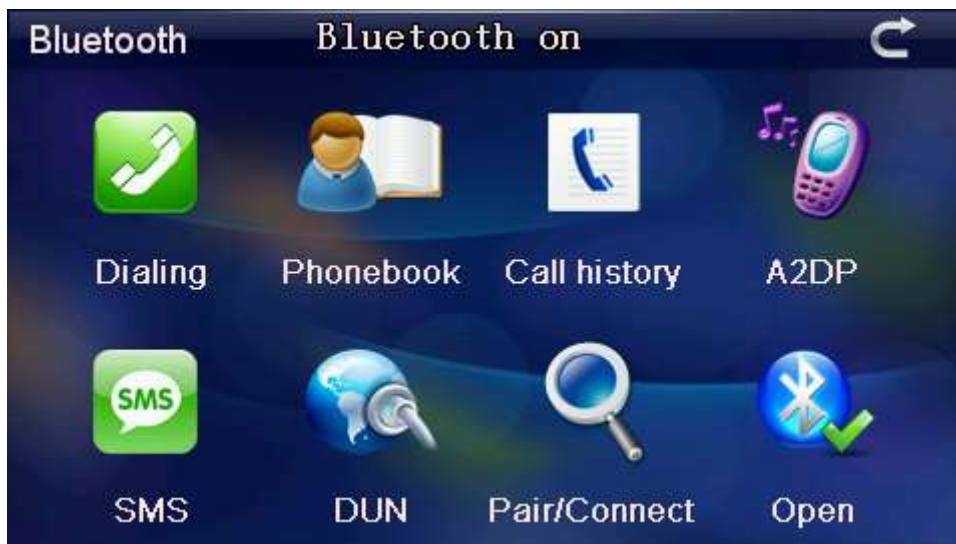 Bluetooth Bluetooth on
Dialing Phonebook Call history A2DP
SMS
SMS DUN Pair/Connect Open